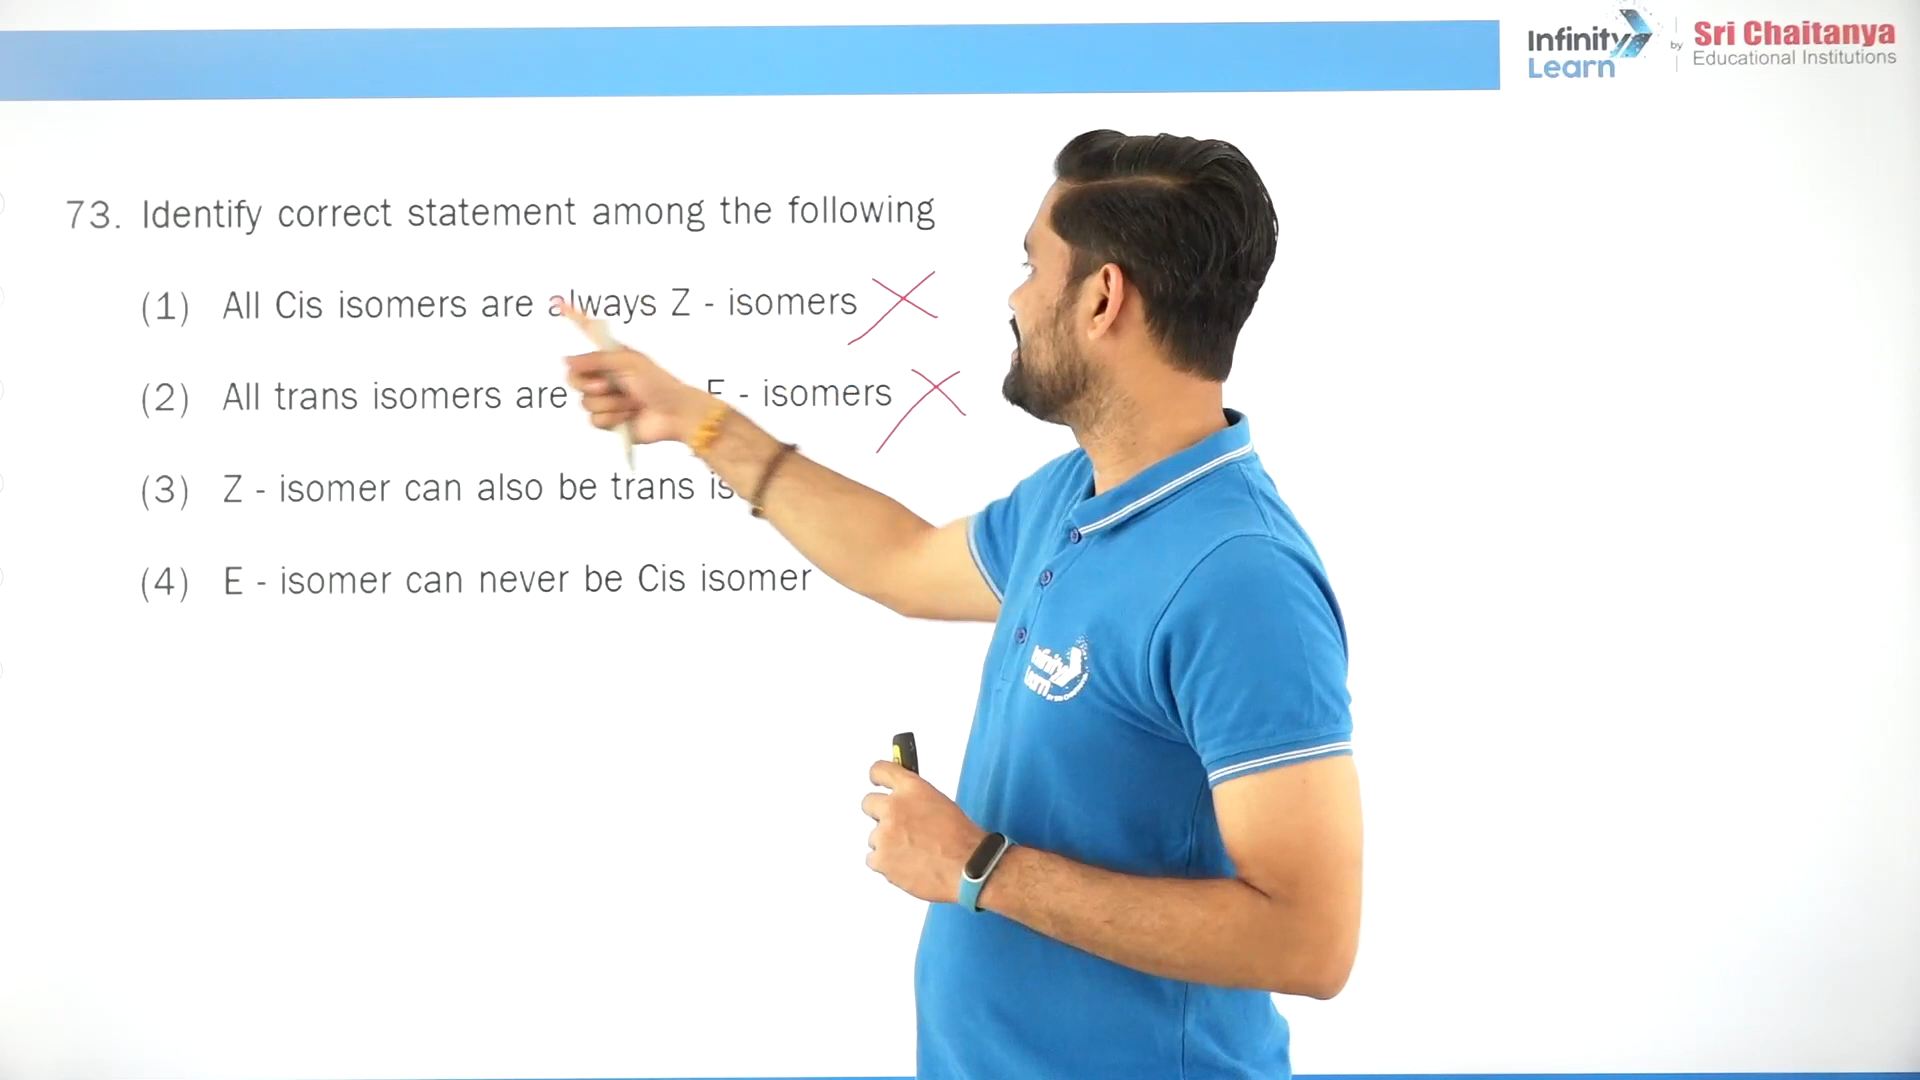 Infinity Learn
by
Sri Chaitanya
Educational Institutions
73. Identify correct statement among the following
(1) All Cis isomers are always Z - isomers
(2) All trans isomers are E - isomers
(3) Z - isomer can also be trans
(4) E - isomer can never be Cis isomer
Infinity
Learn